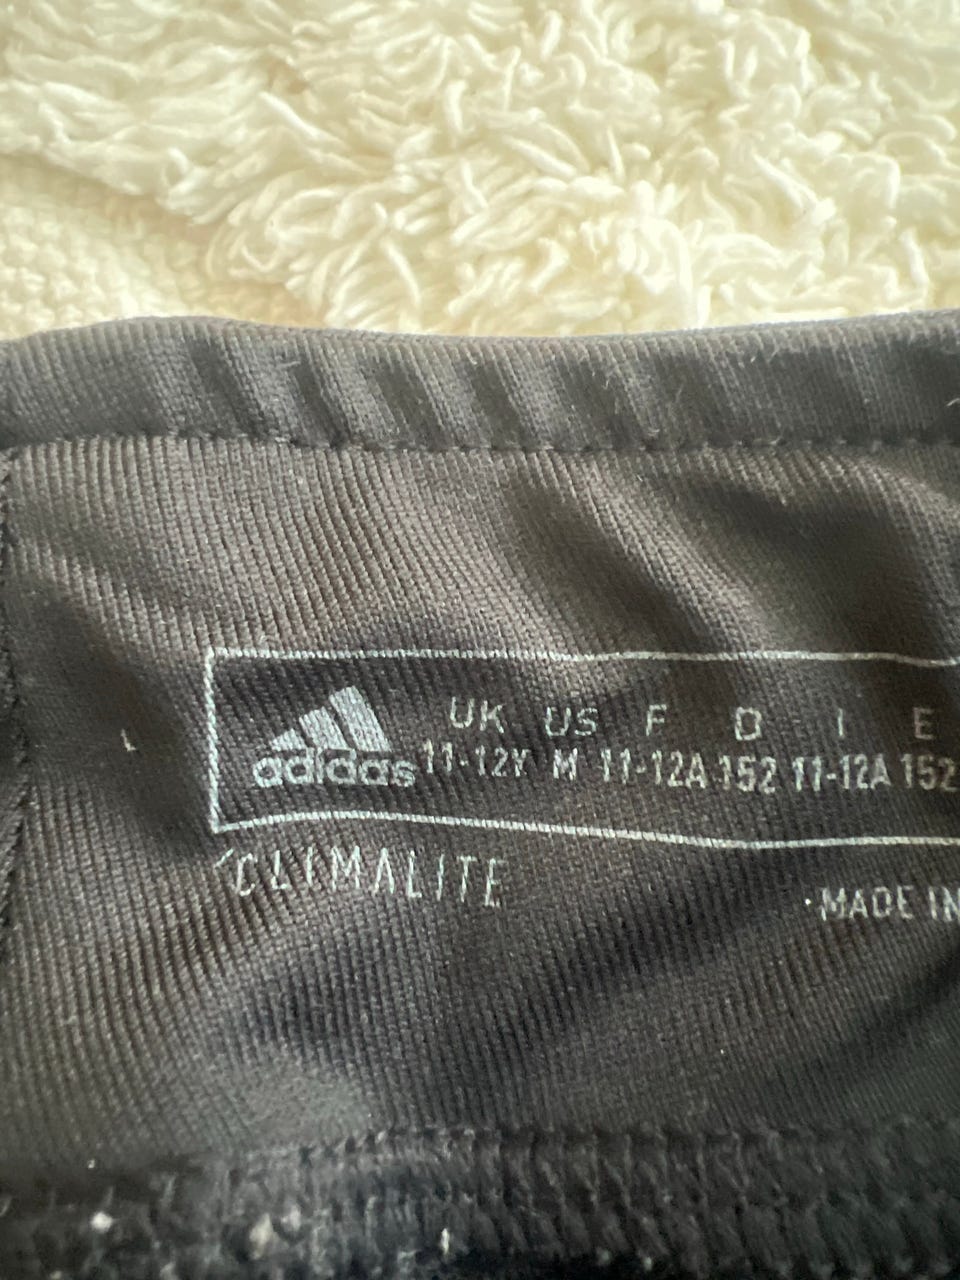 UK US F D I E
adidas 11-12Y M 11-12A 152 11-12A 152
CLIMALITE
MADE IN